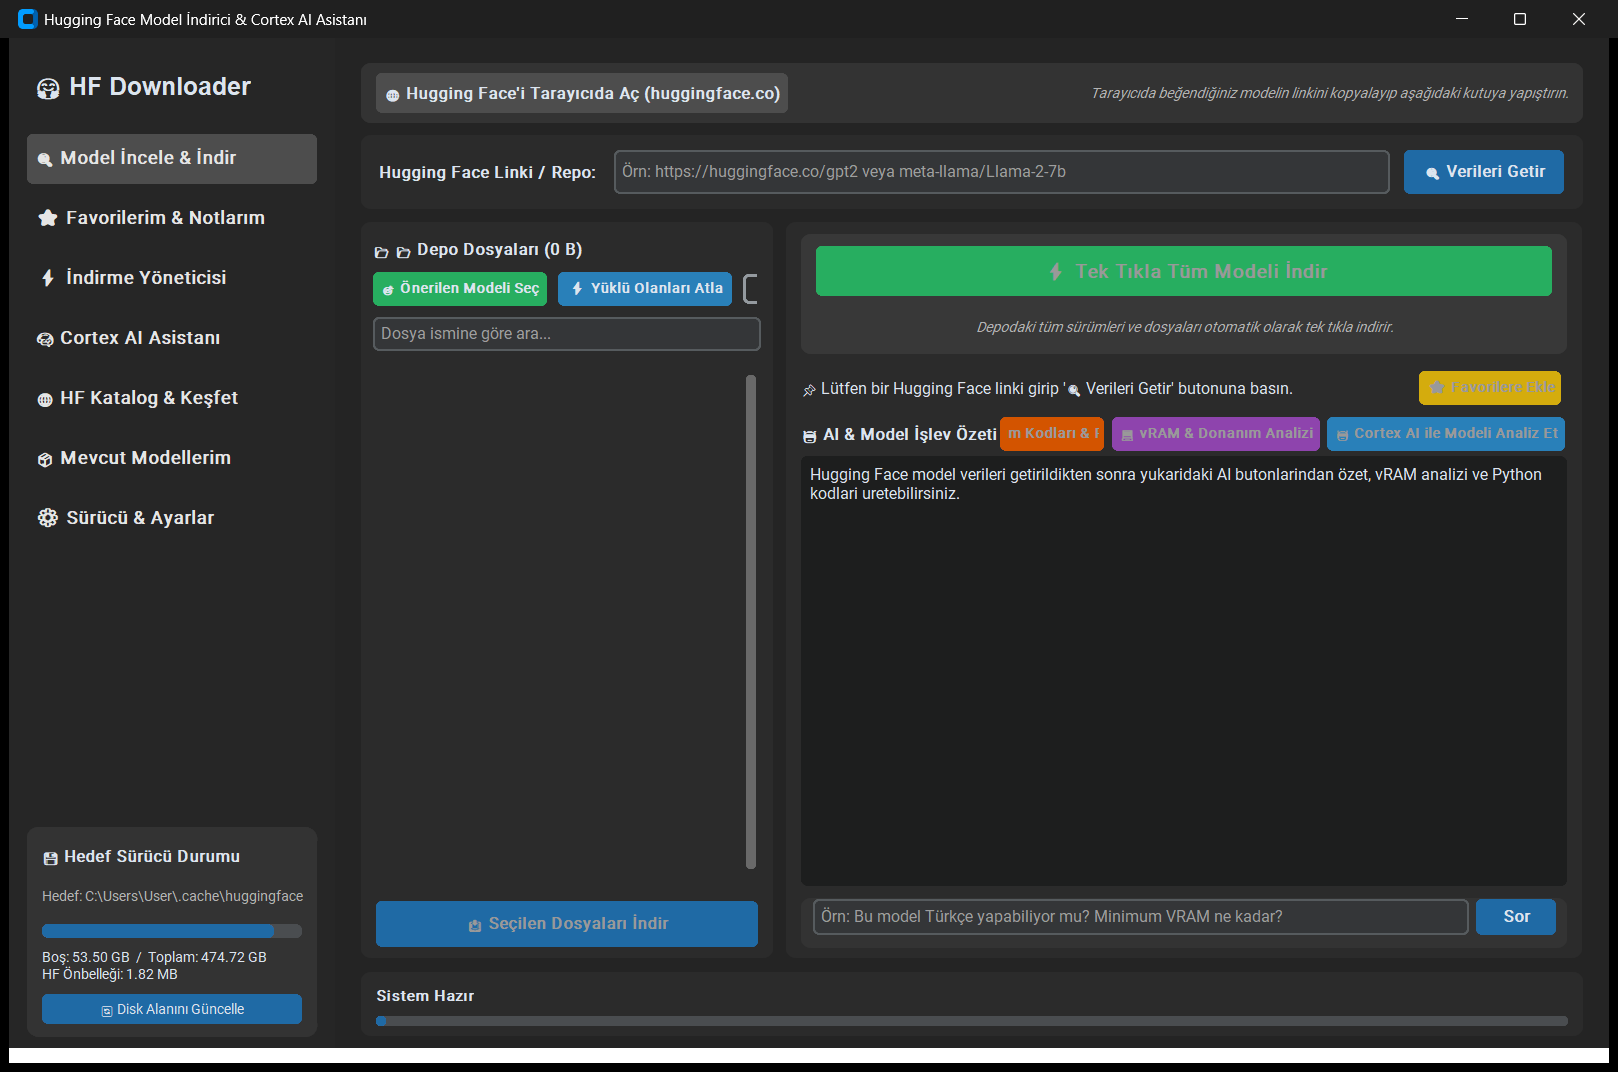 Hugging Face Model İndirici & Cortex AI Asistanı
HF Downloader
Model İncele & İndir
Favorilerim & Notlarım
İndirme Yöneticisi
Cortex AI Asistanı
HF Katalog & Keşfet
Mevcut Modellerim
Sürücü & Ayarlar
Hedef Sürücü Durumu
Hedef: C:\Users\User\.cache\huggingface
Boş: 53.50 GB / Toplam: 474.72 GB
HF Önbelleği: 1.82 MB
Disk Alanını Güncelle
Hugging Face'i Tarayıcıda Aç (huggingface.co)
Tarayıcıda beğendiğiniz modelin linkini kopyalayıp aşağıdaki kutuya yapıştırın.
Hugging Face Linki / Repo:
Örn: https://huggingface.co/gpt2 veya meta-llama/Llama-2-7b
Verileri Getir
Depo Dosyaları (0 B)
Önerilen Modeli Seç
Yüklü Olanları Atla
Dosya ismine göre ara...
Seçilen Dosyaları İndir
Tek Tıkla Tüm Modeli İndir
Depodaki tüm sürümleri ve dosyaları otomatik olarak tek tıkla indirir.
Lütfen bir Hugging Face linki girip ' Verileri Getir' butonuna basın.
Favorilere Ekle
AI & Model İşlev Özeti
m Kodları &
vRAM & Donanım Analizi
Cortex AI ile Modeli Analiz Et
Hugging Face model verileri getirildikten sonra yukaridaki AI butonlarindan özet, vRAM analizi ve Python
kodlari uretebilirsiniz.
Örn: Bu model Türkçe yapabiliyor mu? Minimum VRAM ne kadar?
Sor
Sistem Hazır